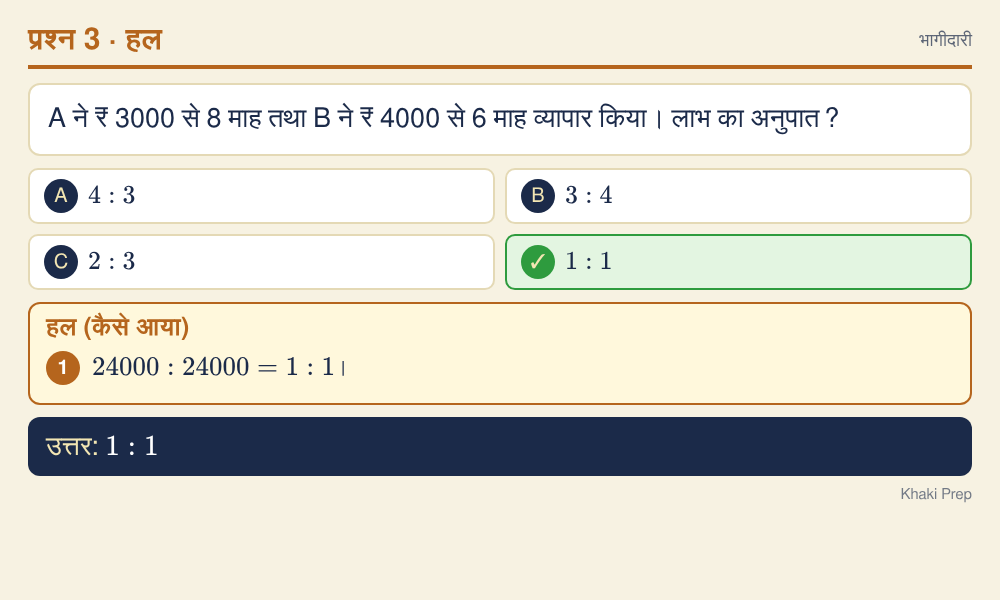 प्रश्न 3 · हल
भागीदारी
A ने ₹ 3000 से 8 माह तथा B ने ₹ 4000 से 6 माह व्यापार किया। लाभ का अनुपात ?
A 4 : 3
B 3 : 4
C 2 : 3
✓ 1 : 1
हल (कैसे आया)
1 24000 : 24000 = 1 : 1।
उत्तर: 1 : 1
Khaki Prep